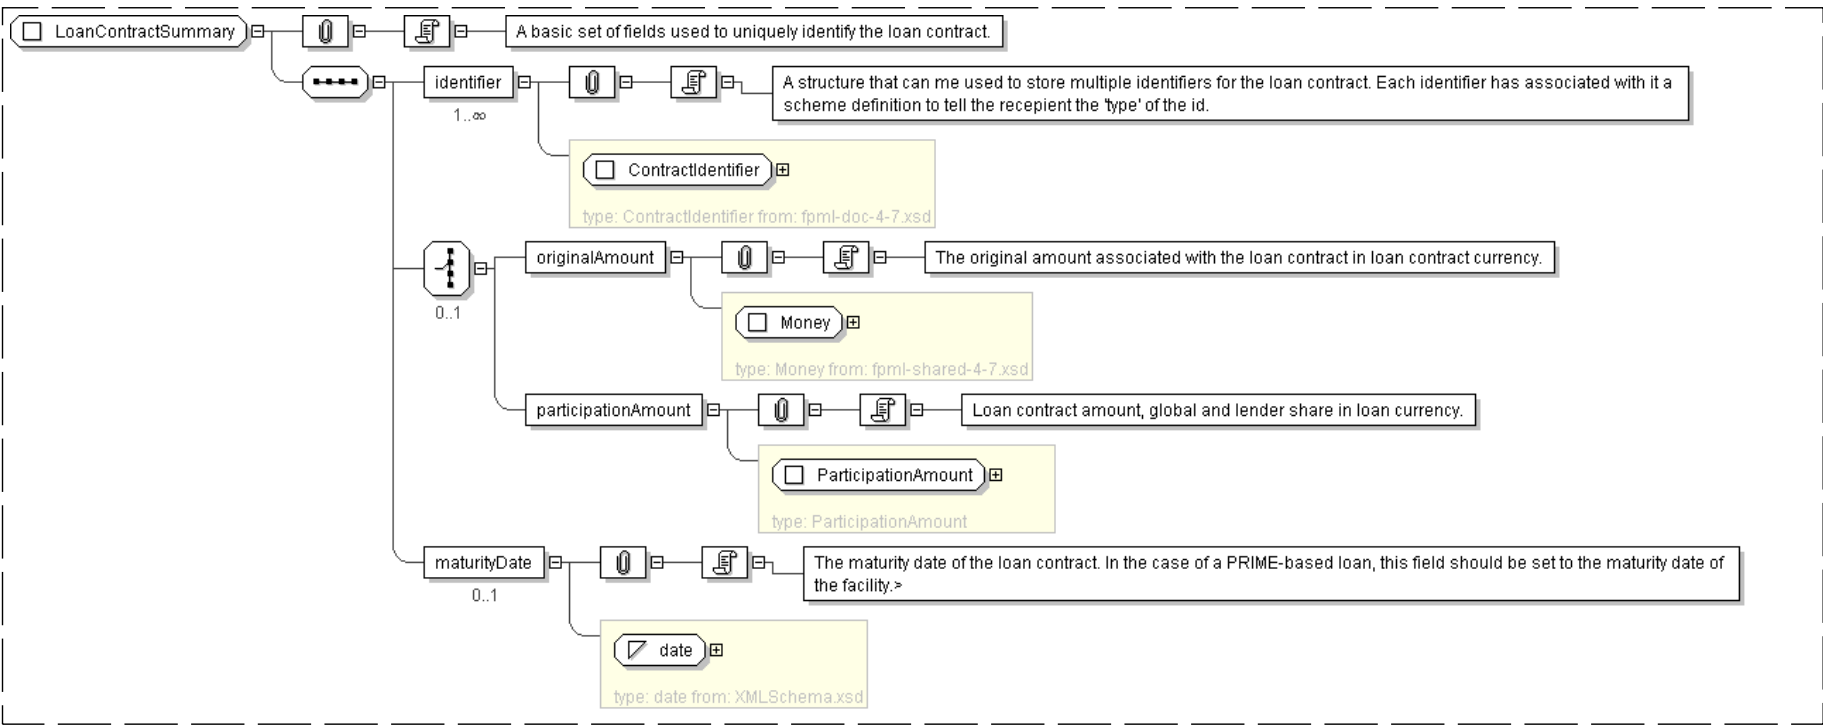 LoanContractSummary
A basic set of fields used to uniquely identify the loan contract.
identifier
A structure that can me used to store multiple identifiers for the loan contract. Each identifier has associated with it a
scheme definition to tell the recepient the 'type' of the id.
1..∞
ContractIdentifier
type: ContractIdentifier from: fpml-doc-4-7.xsd
originalAmount
The original amount associated with the loan contract in loan contract currency.
0..1
Money
type: Money from: fpml-shared-4-7.xsd
participationAmount
Loan contract amount, global and lender share in loan currency.
ParticipationAmount
type: ParticipationAmount
maturityDate
The maturity date of the loan contract. In the case of a PRIME-based loan, this field should be set to the maturity date of
the facility.>
0..1
date
type: date from: XMLSchema.xsd